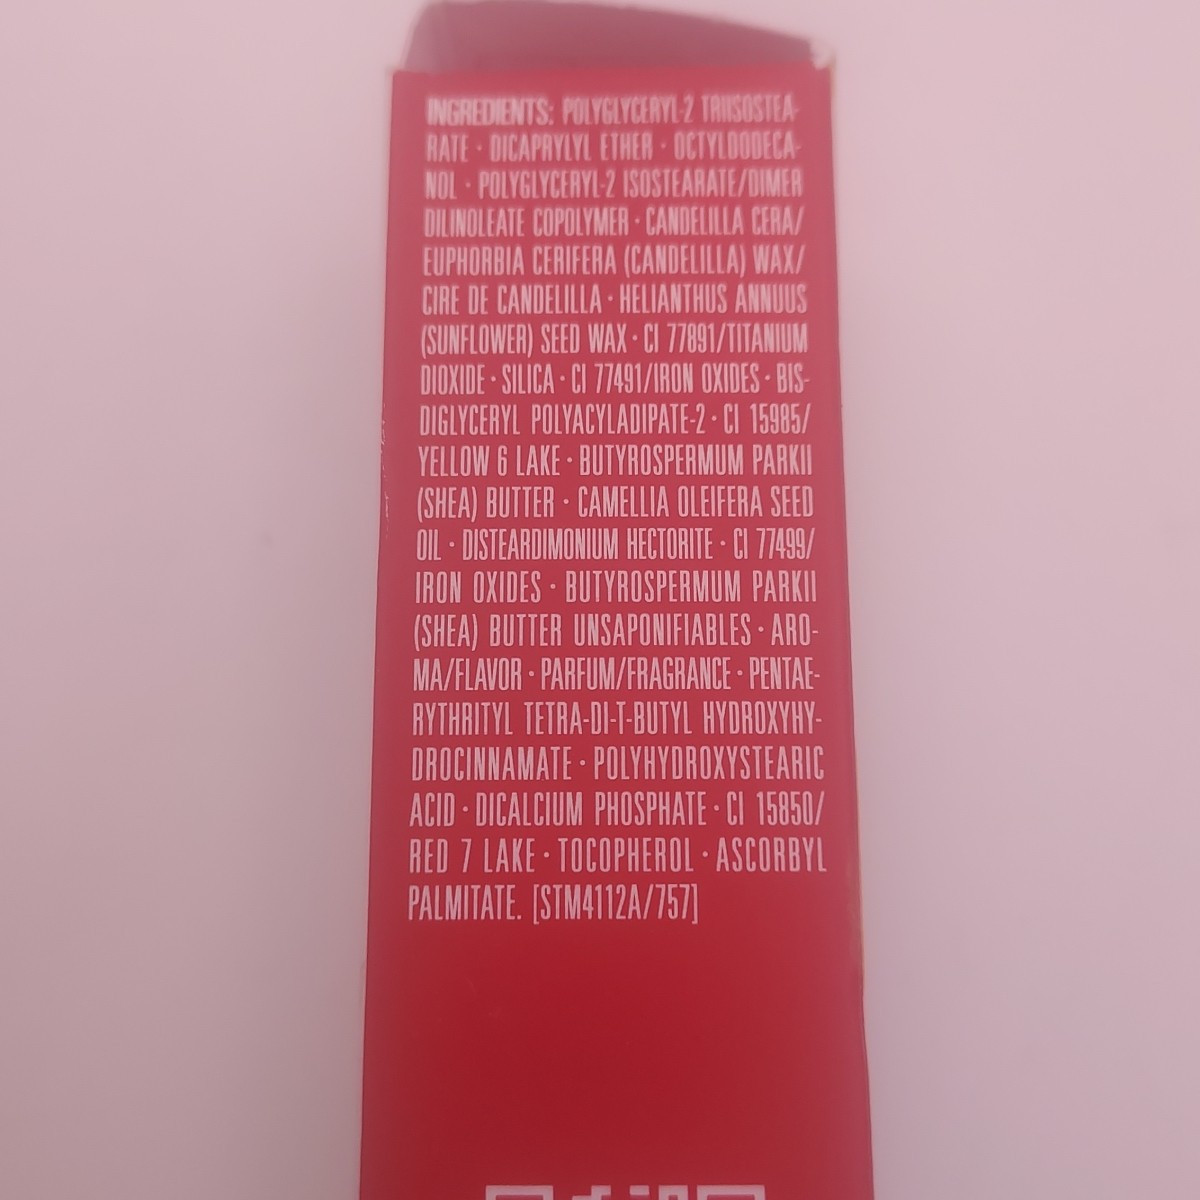 INGREDIENTS: POLYGLYCERYL-2 TRIISOSTEA-
RATE · DICAPRYLYL ETHER · OCTYLDODECA-
NOL · POLYGLYCERYL-2 ISOSTEARATE/DIMER
DILINOLEATE COPOLYMER · CANDELILLA CERA/
EUPHORBIA CERIFERA (CANDELILLA) WAX/
CIRE DE CANDELILLA · HELIANTHUS ANNUUS
(SUNFLOWER) SEED WAX · CI 77891/TITANIUM
DIOXIDE · SILICA · CI 77491/IRON OXIDES · BIS-
DIGLYCERYL POLYACYLADIPATE-2 · CI 15985/
YELLOW 6 LAKE · BUTYROSPERMUM PARKII
(SHEA) BUTTER · CAMELLIA OLEIFERA SEED
OIL · DISTEARDIMONIUM HECTORITE · CI 77499/
IRON OXIDES · BUTYROSPERMUM PARKII
(SHEA) BUTTER UNSAPONIFIABLES · ARO-
MA/FLAVOR · PARFUM/FRAGRANCE · PENTAE-
RYTHRITYL TETRA-DI-T-BUTYL HYDROXYHY-
DROCINNAMATE · POLYHYDROXYSTEARIC
ACID · DICALCIUM PHOSPHATE · CI 15850/
RED 7 LAKE · TOCOPHEROL · ASCORBYL
PALMITATE. [STM4112A/757]